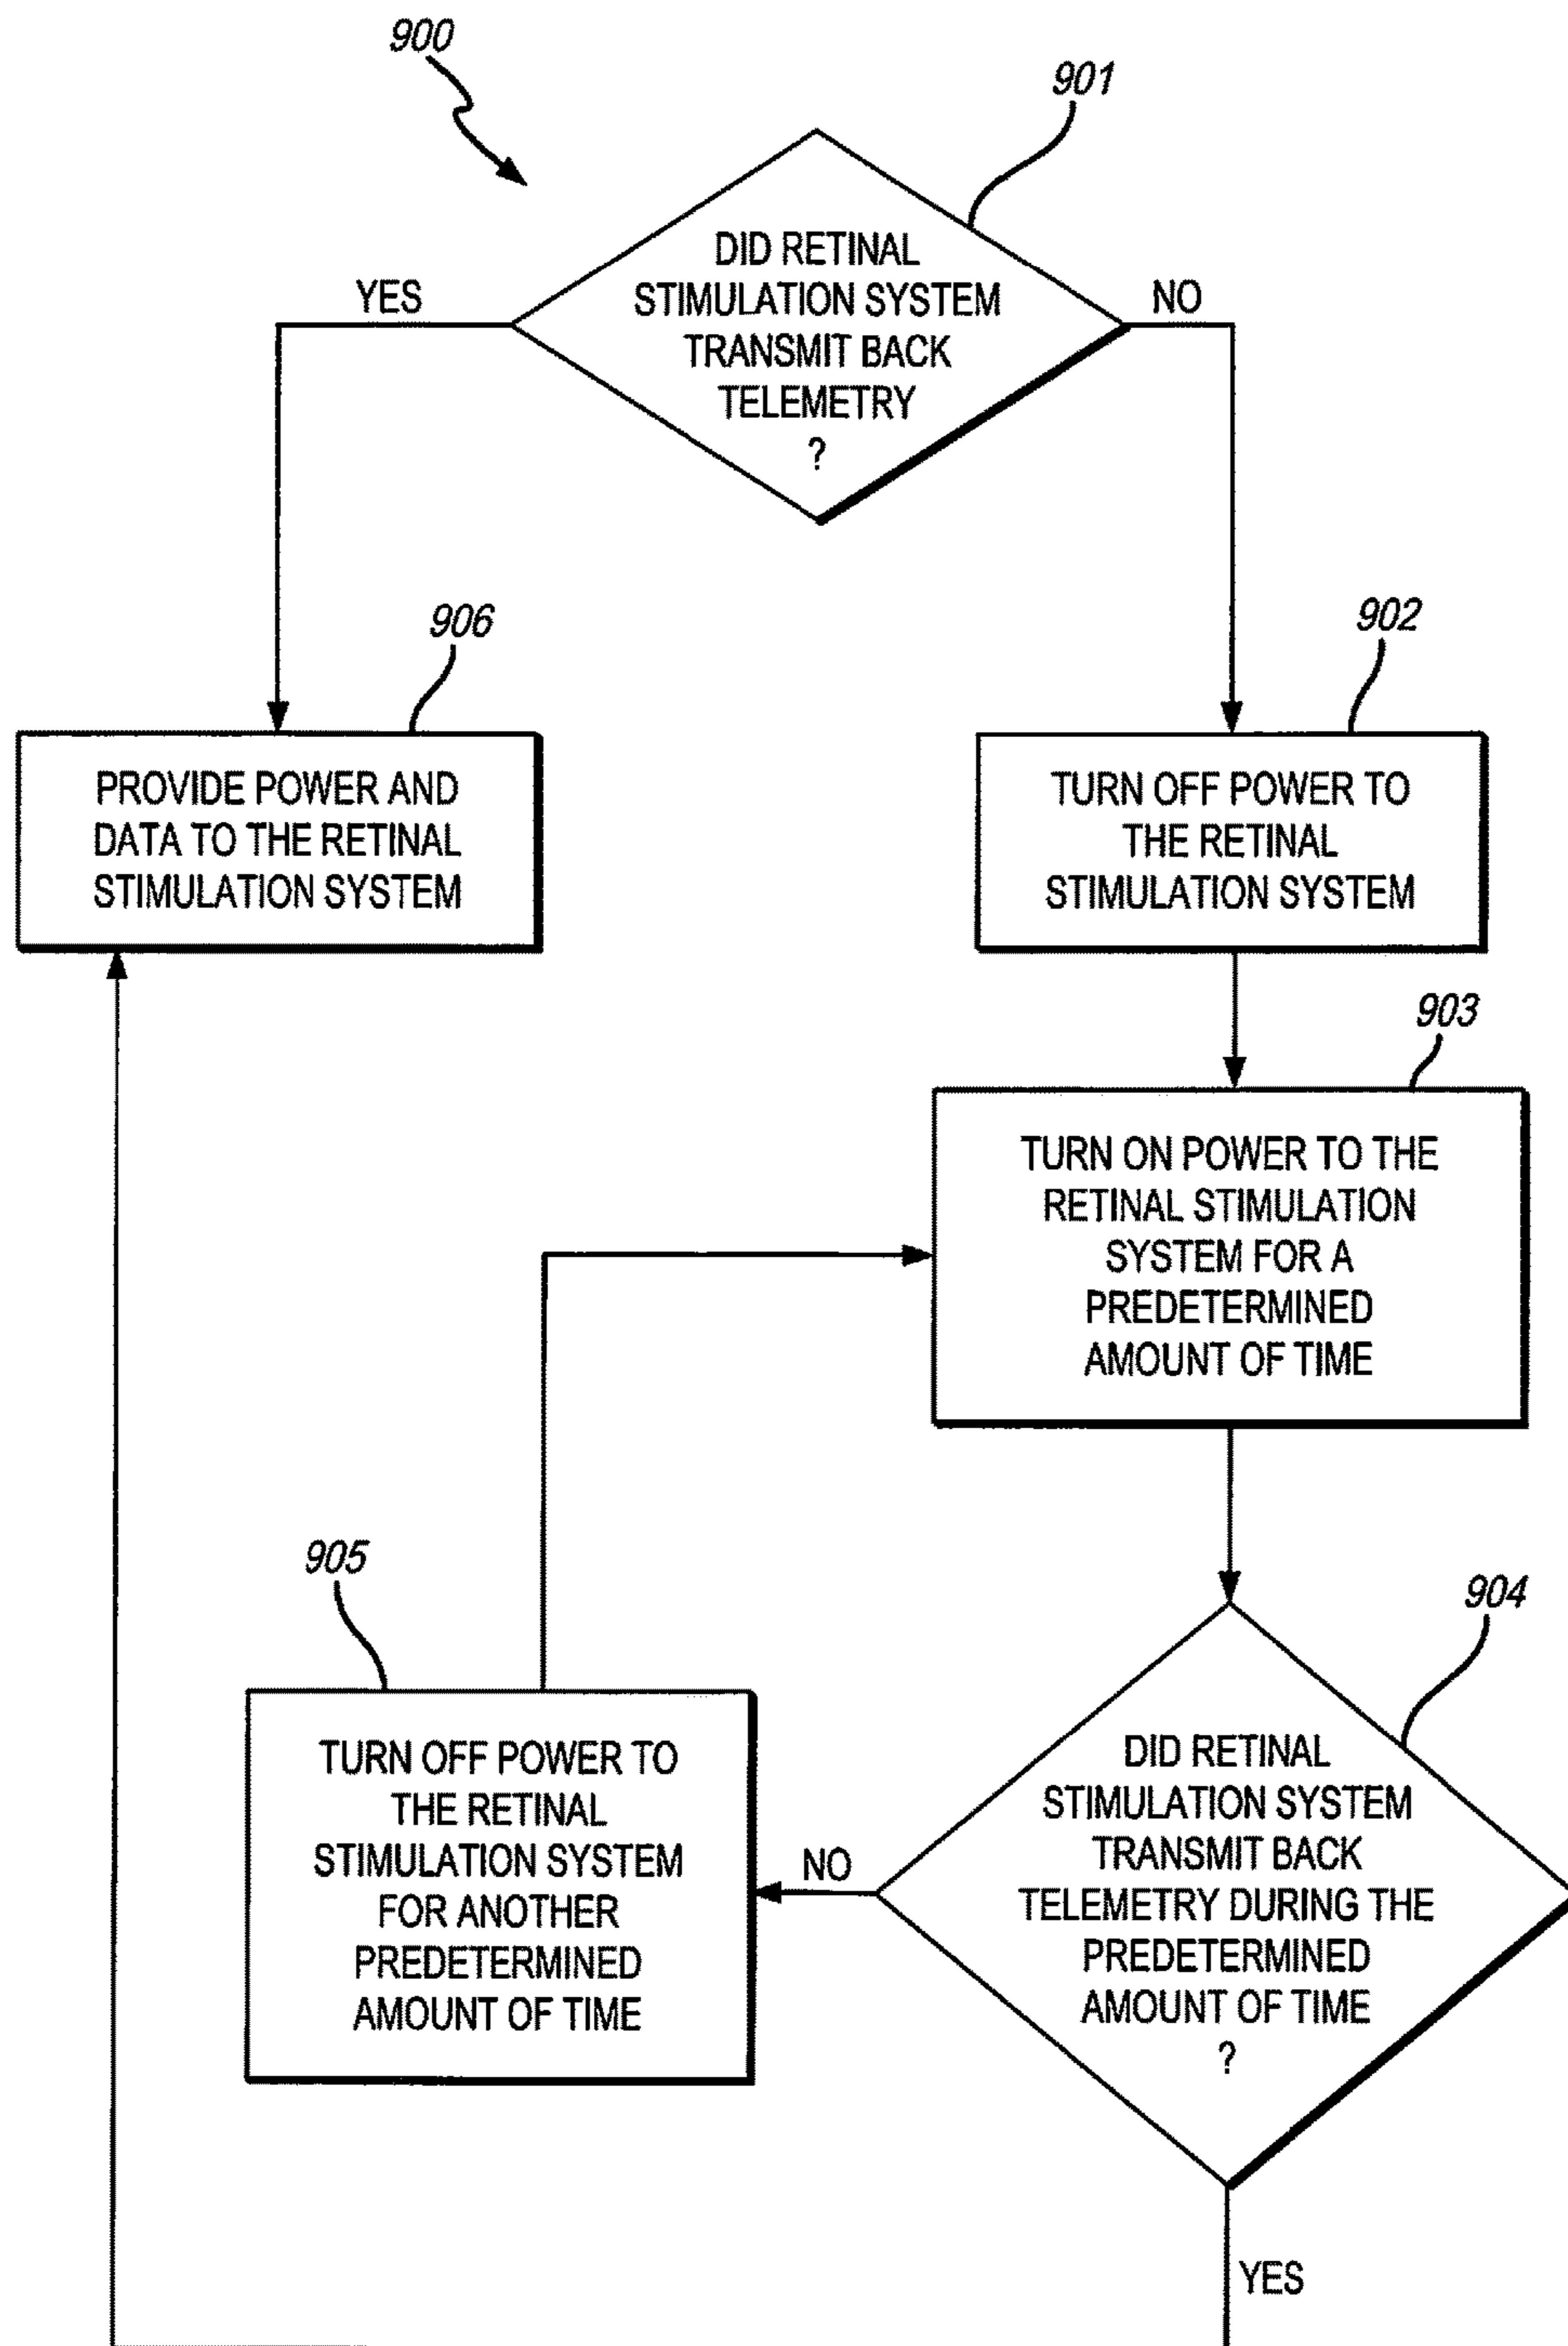 900
901
DID RETINAL
STIMULATION SYSTEM
TRANSMIT BACK
TELEMETRY
?
YES
NO
906
PROVIDE POWER AND
DATA TO THE RETINAL
STIMULATION SYSTEM
902
TURN OFF POWER TO
THE RETINAL
STIMULATION SYSTEM
903
TURN ON POWER TO THE
RETINAL STIMULATION
SYSTEM FOR A
PREDETERMINED
AMOUNT OF TIME
904
DID RETINAL
STIMULATION SYSTEM
TRANSMIT BACK
TELEMETRY DURING THE
PREDETERMINED
AMOUNT OF TIME
?
NO
905
TURN OFF POWER TO
THE RETINAL
STIMULATION SYSTEM
FOR ANOTHER
PREDETERMINED
AMOUNT OF TIME
YES